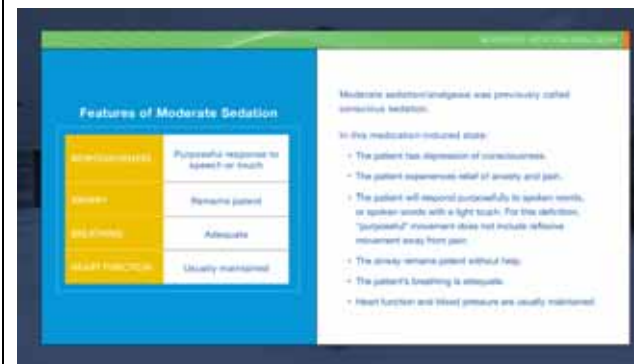 Features of Moderate Sedation
RESPONSIVENESS
Purposeful response to
speech or touch
AIRWAY
Remains patent
BREATHING
Adequate
HEART FUNCTION
Usually maintained
Moderate sedation/analgesia was previously called
conscious sedation.
In this medication-induced state:
• The patient has depression of consciousness.
• The patient experiences relief of anxiety and pain.
• The patient will respond purposefully to spoken words,
or spoken words with a light touch. For this definition,
"purposeful" movement does not include reflexive
movement away from pain.
• The airway remains patent without help.
• The patient's breathing is adequate.
• Heart function and blood pressure are usually maintained.